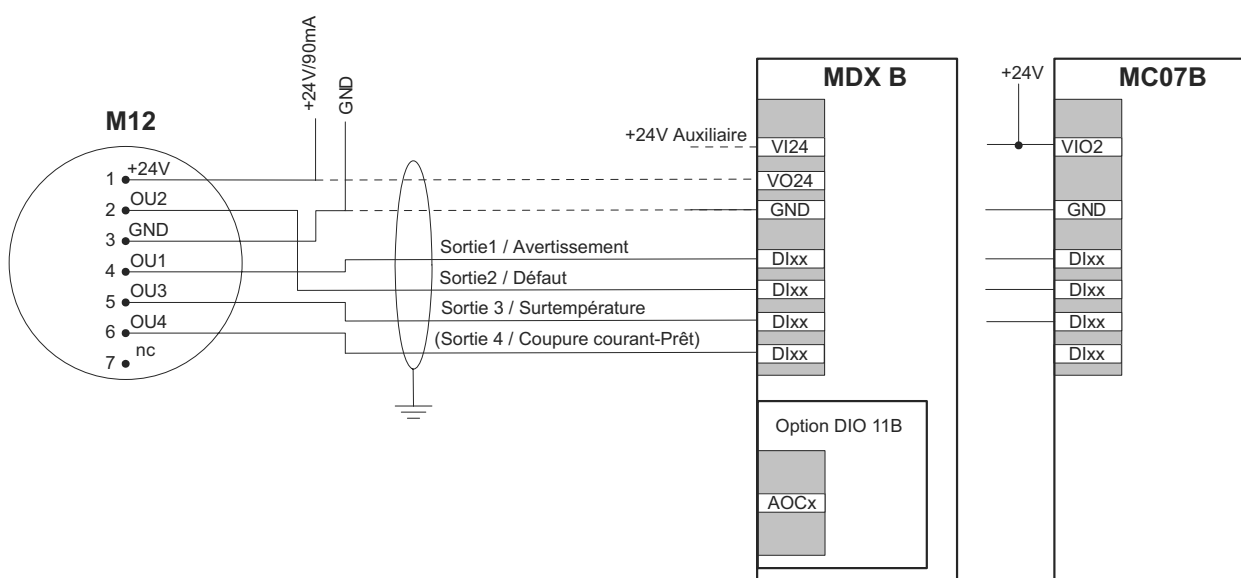 M12
1 +24V
2 OU2
3 GND
4 OU1
5 OU3
6 OU4
7 nc
+24V/90mA
GND
+24V Auxiliaire
Sortie1 / Avertissement
Sortie2 / Défaut
Sortie 3 / Surtempérature
(Sortie 4 / Coupure courant-Prêt)
MDX B
VI24
VO24
GND
DIxx
DIxx
DIxx
DIxx
Option DIO 11B
AOCx
+24V
MC07B
VIO2
GND
DIxx
DIxx
DIxx
DIxx